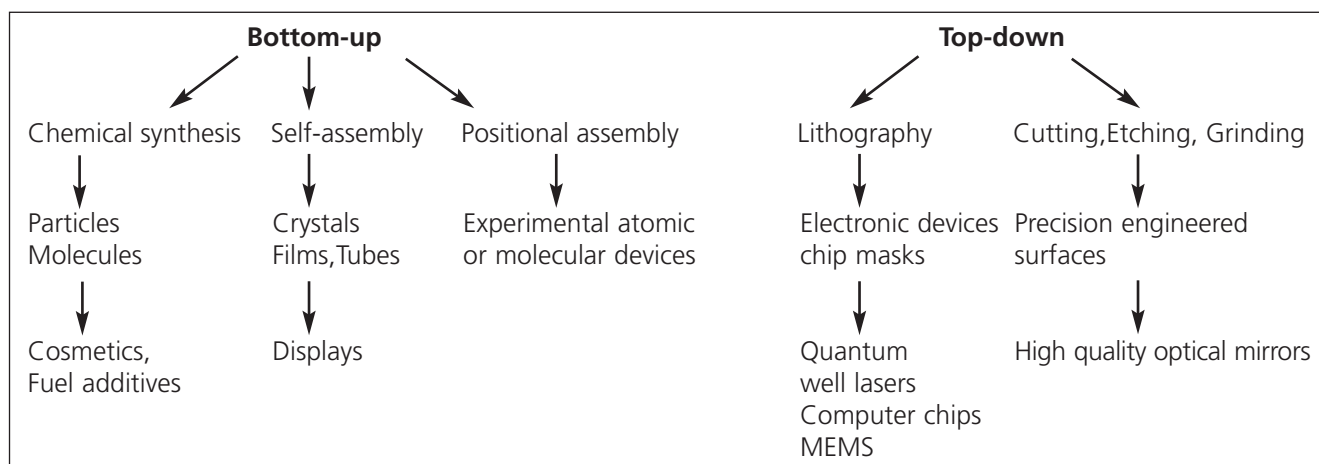 Bottom-up
Top-down
Chemical synthesis
Self-assembly
Positional assembly
Lithography
Cutting,Etching, Grinding
Particles
Molecules
Crystals
Films,Tubes
Experimental atomic
or molecular devices
Electronic devices
chip masks
Precision engineered
surfaces
Cosmetics,
Fuel additives
Displays
Quantum
well lasers
Computer chips
MEMS
High quality optical mirrors